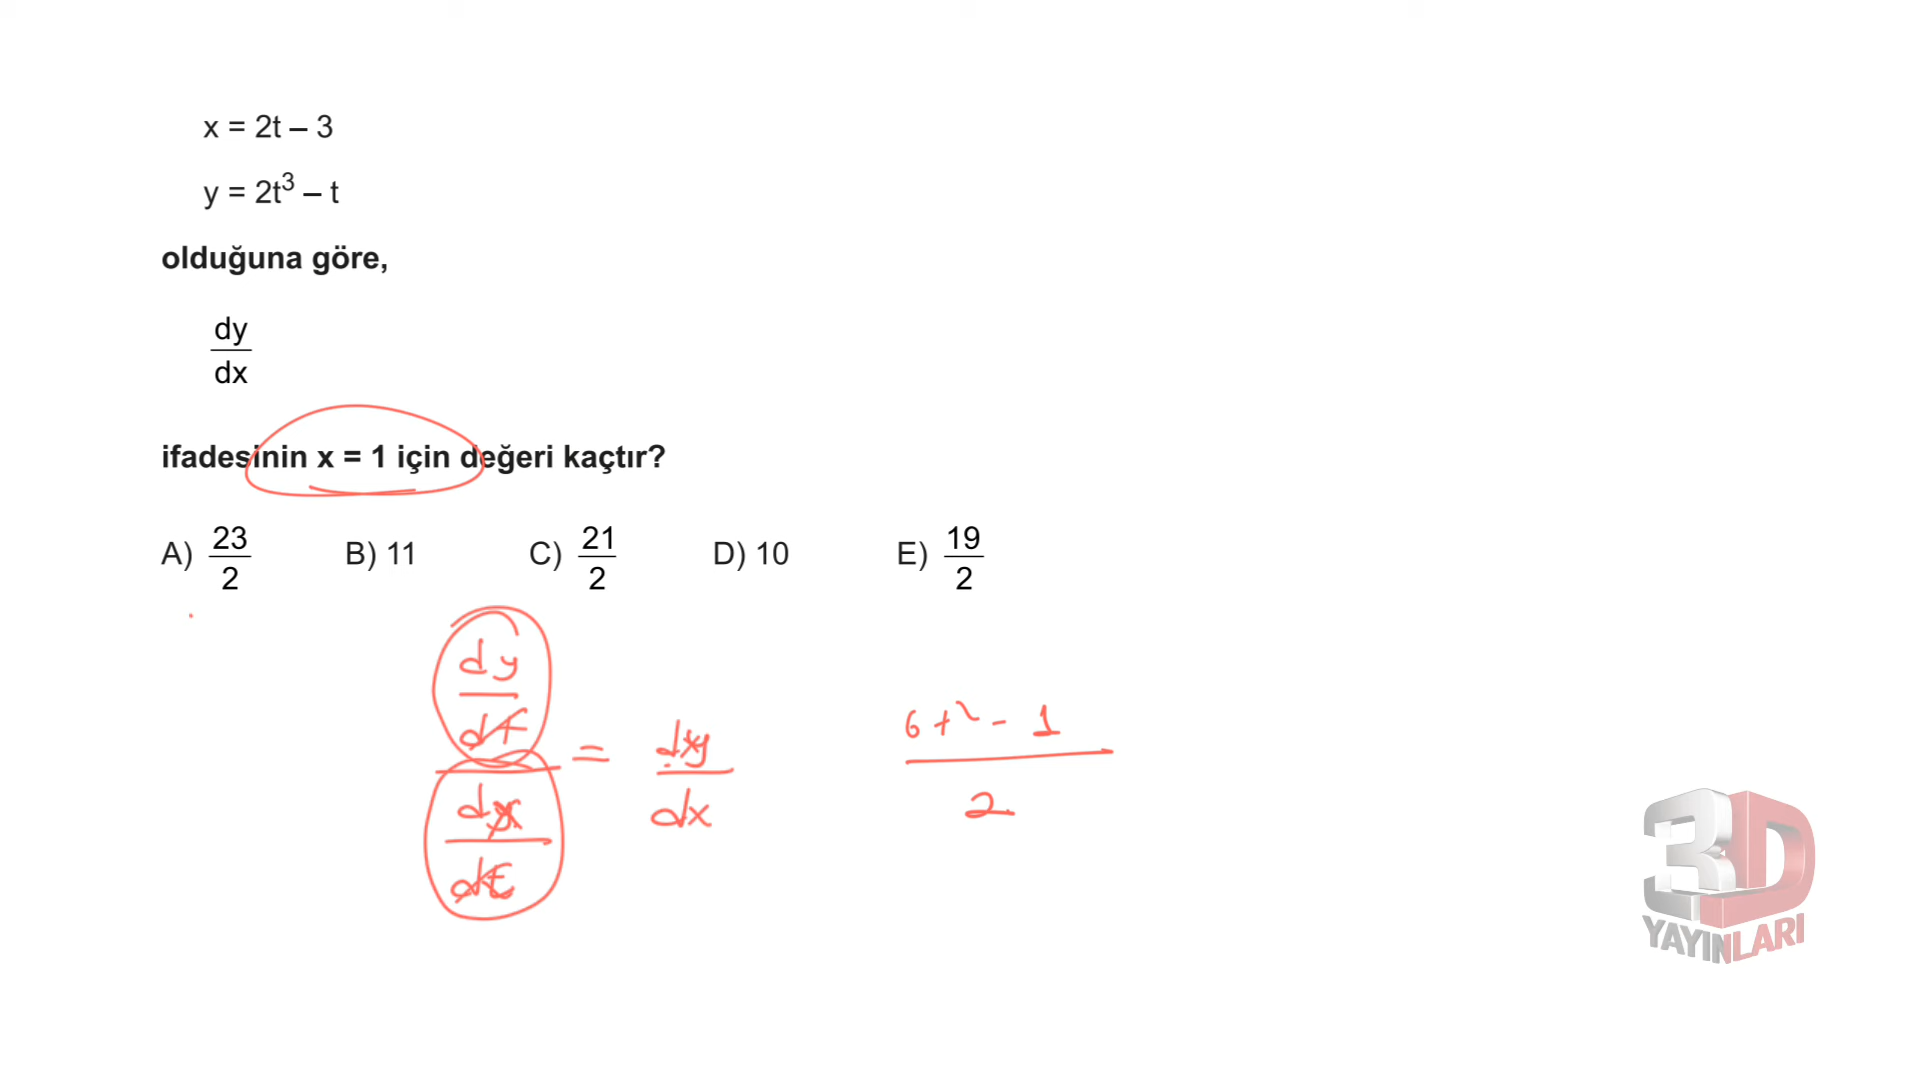 x = 2t – 3
y = 2t³ – t
olduğuna göre,
dy
dx
ifadesinin x = 1 için değeri kaçtır?
A) 23/2 B) 11 C) 21/2 D) 10 E) 19/2
dy
dt
dx
dt
=
dy
dx
6t² - 1
2
3D
YAYINLARI